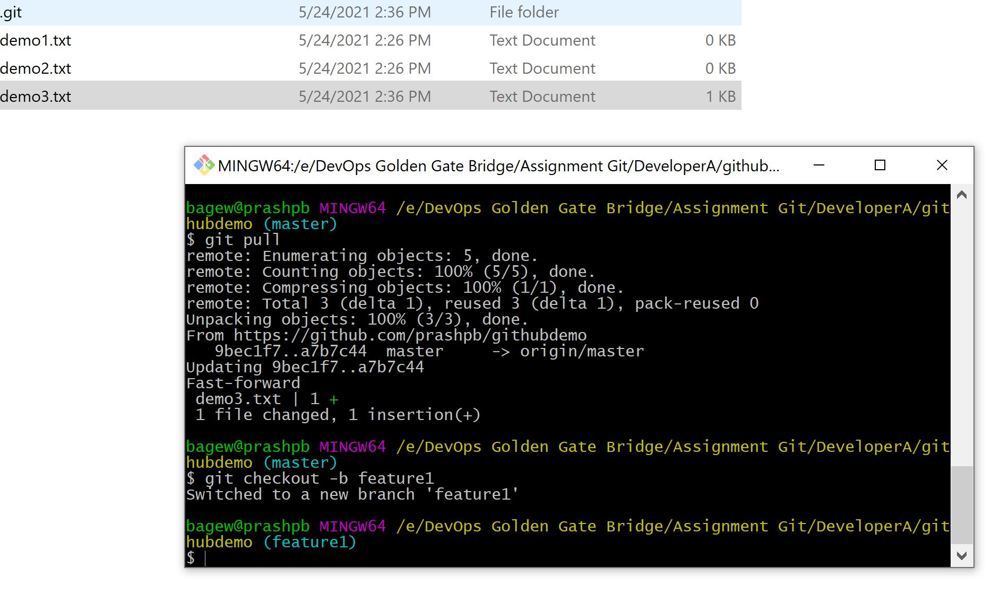 .git 5/24/2021 2:36 PM File folder
demo1.txt 5/24/2021 2:26 PM Text Document 0 KB
demo2.txt 5/24/2021 2:26 PM Text Document 0 KB
demo3.txt 5/24/2021 2:36 PM Text Document 1 KB
MINGW64:/e/DevOps Golden Gate Bridge/Assignment Git/DeveloperA/github...
bagew@prashpb MINGW64 /e/DevOps Golden Gate Bridge/Assignment Git/DeveloperA/git
hubdemo (master)
$ git pull
remote: Enumerating objects: 5, done.
remote: Counting objects: 100% (5/5), done.
remote: Compressing objects: 100% (1/1), done.
remote: Total 3 (delta 1), reused 3 (delta 1), pack-reused 0
Unpacking objects: 100% (3/3), done.
From https://github.com/prashpb/githubdemo
   9bec1f7..a7b7c44  master     -> origin/master
Updating 9bec1f7..a7b7c44
Fast-forward
 demo3.txt | 1 +
 1 file changed, 1 insertion(+)
bagew@prashpb MINGW64 /e/DevOps Golden Gate Bridge/Assignment Git/DeveloperA/git
hubdemo (master)
$ git checkout -b feature1
Switched to a new branch 'feature1'
bagew@prashpb MINGW64 /e/DevOps Golden Gate Bridge/Assignment Git/DeveloperA/git
hubdemo (feature1)
$